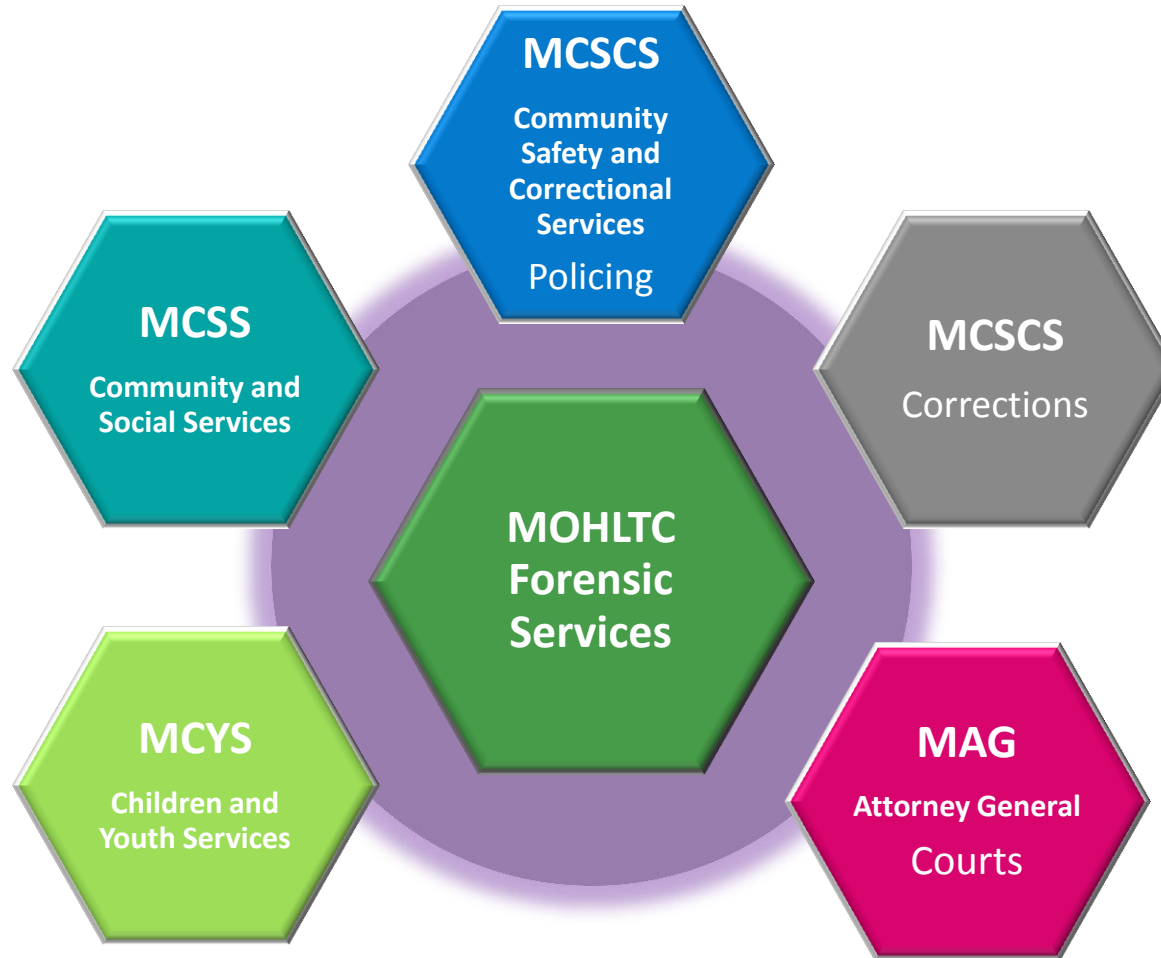 MCSCS
Community
Safety and
Correctional
Services
Policing
MCSS
Community and
Social Services
MCSCS
Corrections
MOHLTC
Forensic
Services
MCYS
Children and
Youth Services
MAG
Attorney General
Courts